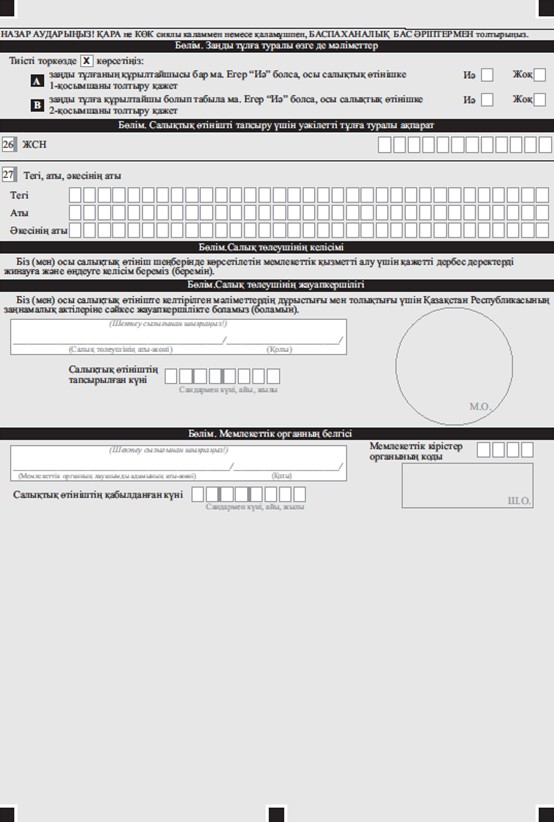 НАЗАР АУДАРЫҢЫЗ! ҚАРА не КӨК сиялы қаламмен немесе қаламұшпен, БАСПАХАНАЛЫҚ БАС ӘРІПТЕРМЕН толтырыңыз.
Бөлім. Заңды тұлға туралы өзге де мәліметтер
Тиісті торкөзде X көрсетіңіз:
A заңды тұлғаның құрылтайшысы бар ма. Егер “Иә” болса, осы салықтық өтінішке Иә Жоқ
1-қосымшаны толтыру қажет
B заңды тұлға құрылтайшы болып табыла ма. Егер “Иә” болса, осы салықтық өтінішке Иә Жоқ
2-қосымшаны толтыру қажет
Бөлім. Салықтық өтінішті тапсыру үшін уәкілетті тұлға туралы ақпарат
26 ЖСН
27 Тегі, аты, әкесінің аты
Тегі
Аты
Әкесінің аты
Бөлім.Салық төлеушінің келісімі
Біз (мен) осы салықтық өтініш шеңберінде көрсетілетін мемлекеттік қызметті алу үшін қажетті дербес деректерді
жинауға және өңдеуге келісім береміз (беремін).
Бөлім.Салық төлеушінің жауапкершілігі
Біз (мен) осы салықтық өтініште келтірілген мәліметтердің дұрыстығы мен толықтығы үшін Қазақстан Республикасының
заңнамалық актілеріне сәйкес жауапкершілікте боламыз (боламын).
(Шектеу сызығынан шықпаңыз!)
(Салық төлеушінің аты-жөні) (Қолы)
Салықтық өтініштің
тапсырылған күні
Сандармен күні, айы, жылы
М.О.
Бөлім. Мемлекеттік органның белгісі
(Шектеу сызығынан шықпаңыз!)
(Мемлекеттік органның лауазымды адамының аты-жөні) (Қолы)
Мемлекеттік кірістер
органының коды
Салықтық өтініштің қабылданған күні
Сандармен күні, айы, жылы
Ш.О.